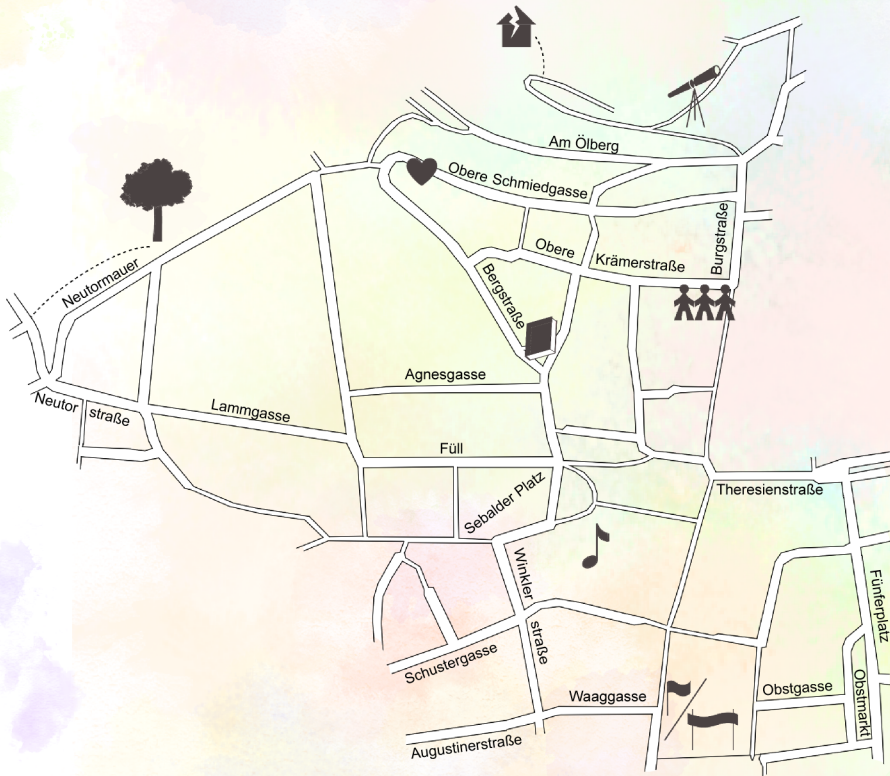 Am Ölberg
Obere Schmiedgasse
Burgstraße
Obere
Krämerstraße
Neutormauer
Bergstraße
Agnesgasse
Neutor
straße
Lammgasse
Füll
Sebalder Platz
Theresienstraße
Winkler
straße
Fünferplatz
Schustergasse
Waaggasse
Obstgasse
Obstmarkt
Augustinerstraße